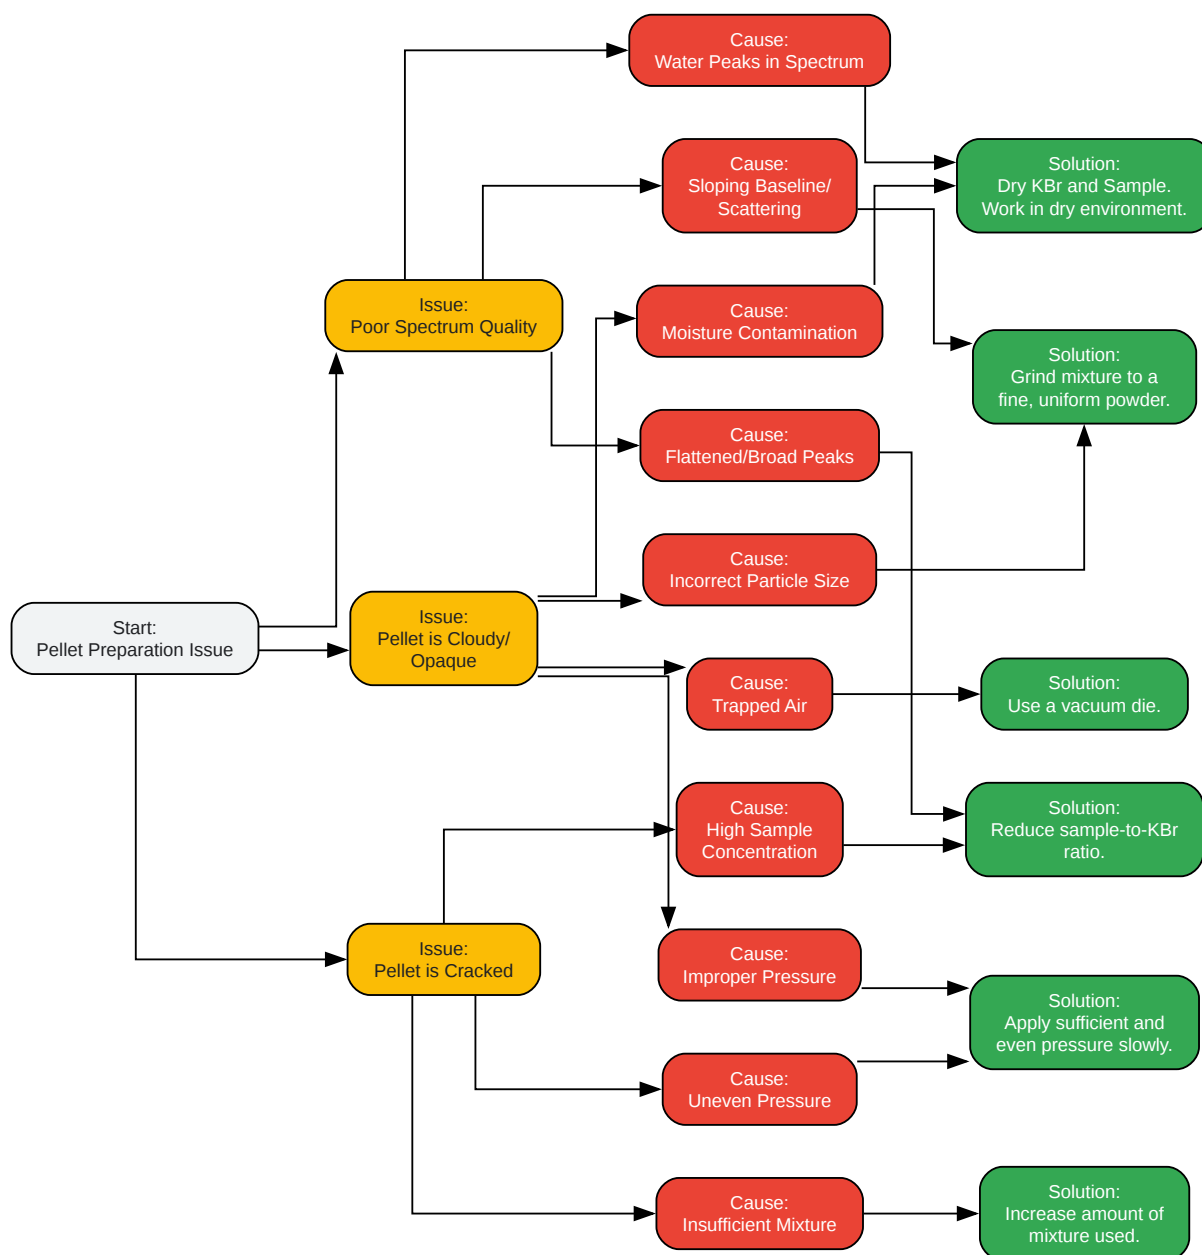 Cause:
Water Peaks in Spectrum
Cause:
Sloping Baseline/
Scattering
Solution:
Dry KBr and Sample.
Work in dry environment.
Issue:
Poor Spectrum Quality
Cause:
Moisture Contamination
Solution:
Grind mixture to a
fine, uniform powder.
Cause:
Flattened/Broad Peaks
Cause:
Incorrect Particle Size
Start:
Pellet Preparation Issue
Issue:
Pellet is Cloudy/
Opaque
Cause:
Trapped Air
Solution:
Use a vacuum die.
Cause:
High Sample
Concentration
Solution:
Reduce sample-to-KBr
ratio.
Issue:
Pellet is Cracked
Cause:
Improper Pressure
Solution:
Apply sufficient and
even pressure slowly.
Cause:
Uneven Pressure
Cause:
Insufficient Mixture
Solution:
Increase amount of
mixture used.